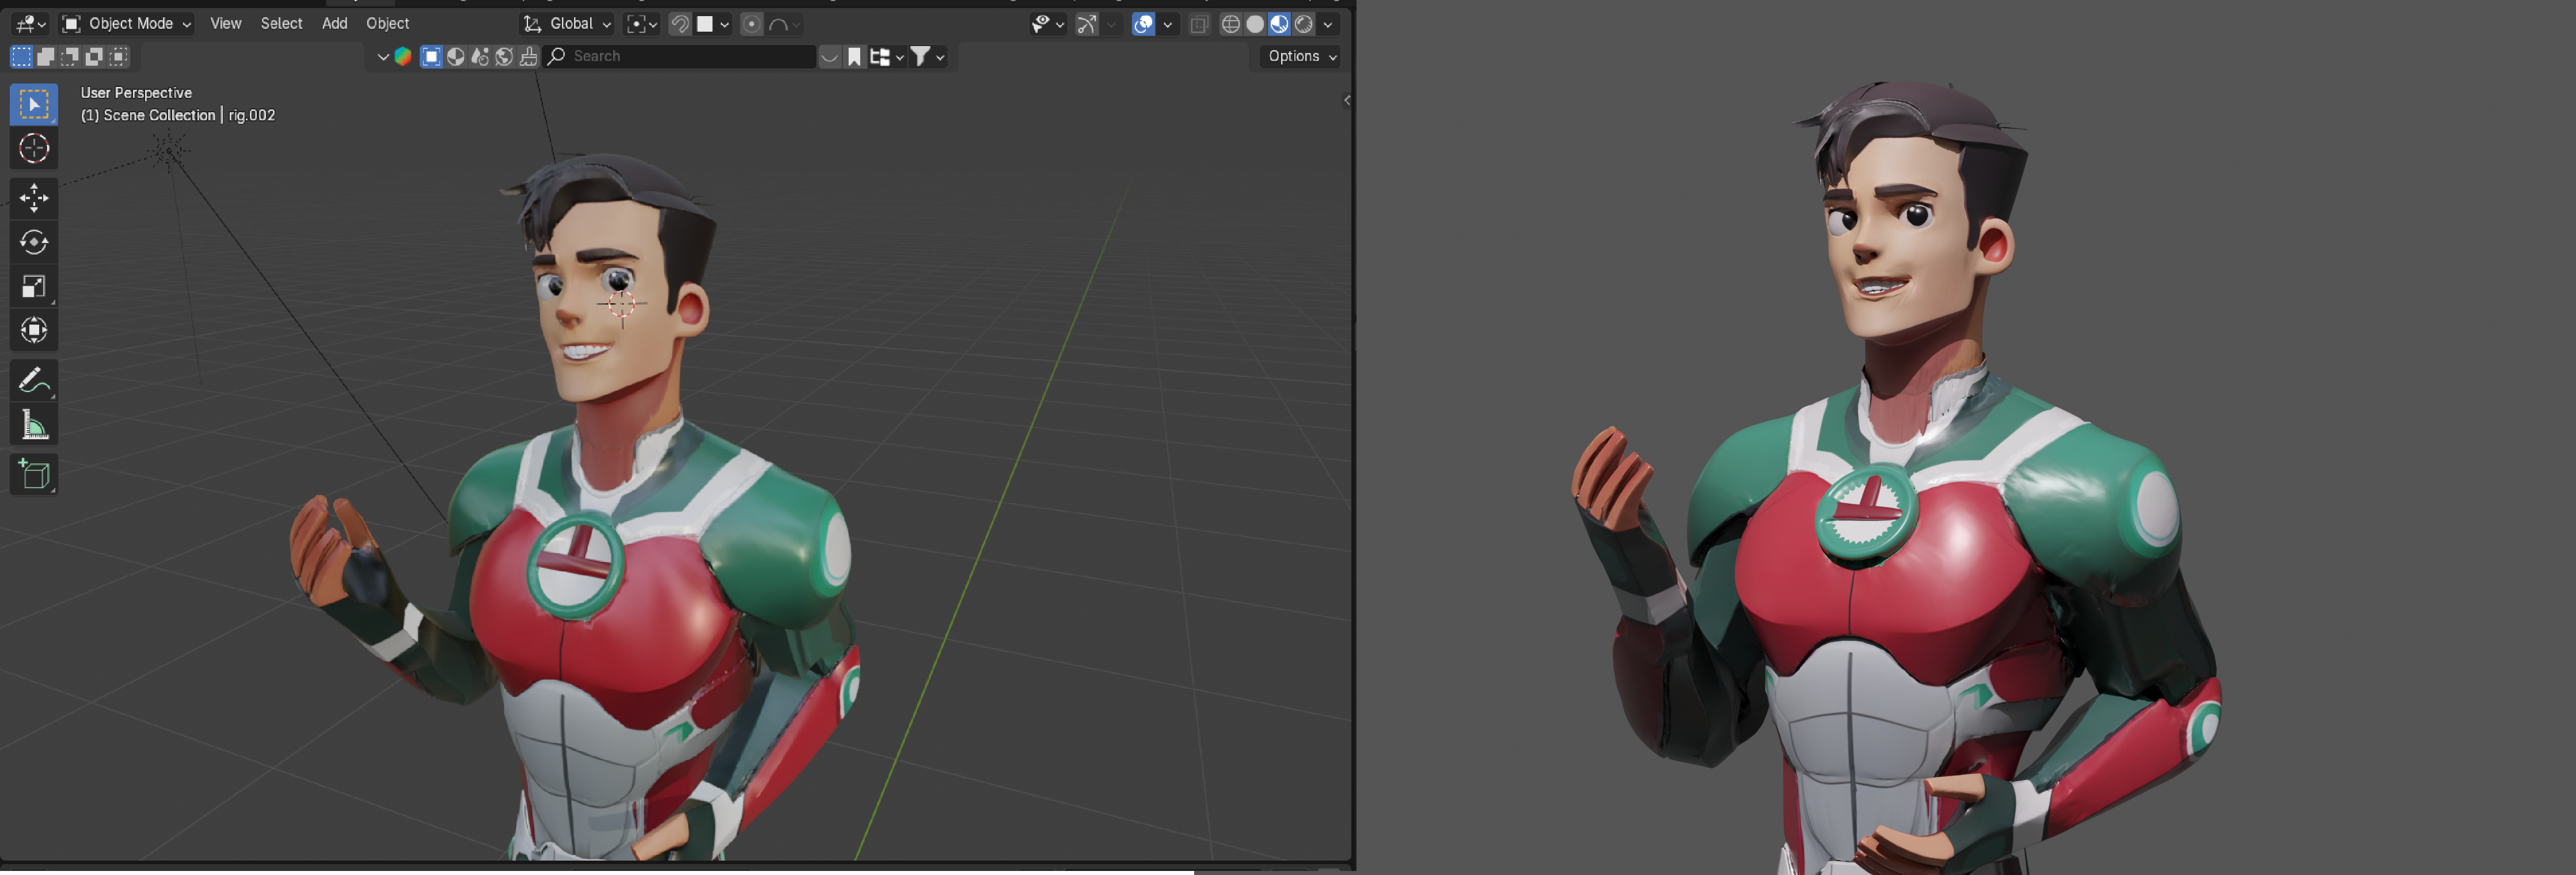 Object Mode View Select Add Object Global
Search Options
User Perspective
(1) Scene Collection | rig.002